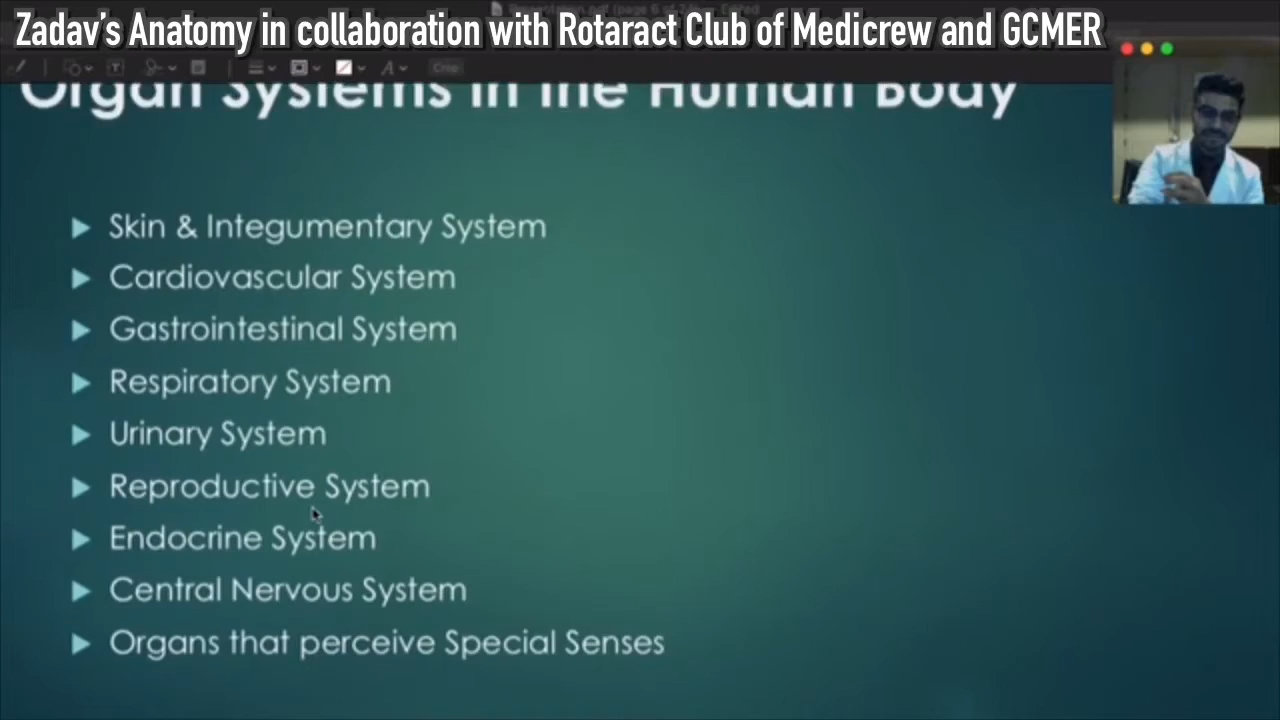 Zadav's Anatomy in collaboration with Rotaract Club of Medicrew and GCMER
Crop
Organ Systems in the Human Body
Skin & Integumentary System
Cardiovascular System
Gastrointestinal System
Respiratory System
Urinary System
Reproductive System
Endocrine System
Central Nervous System
Organs that perceive Special Senses